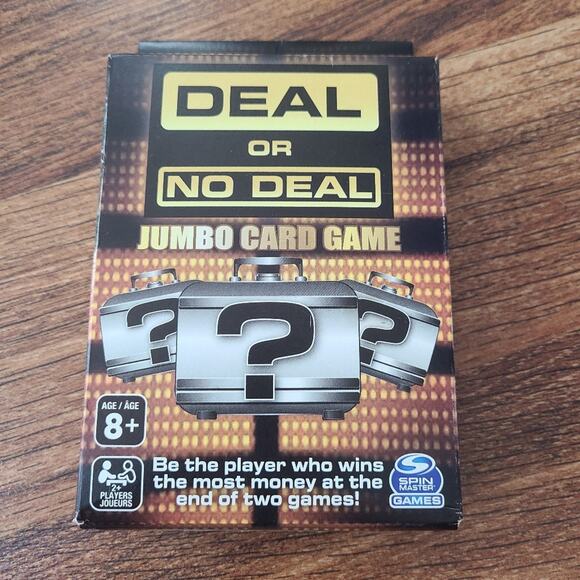 DEAL
OR
NO DEAL
JUMBO CARD GAME
?
?
?
AGE / ÂGE
8+
2+
PLAYERS
JOUEURS
Be the player who wins
the most money at the
end of two games!
SPIN
MASTER
GAMES